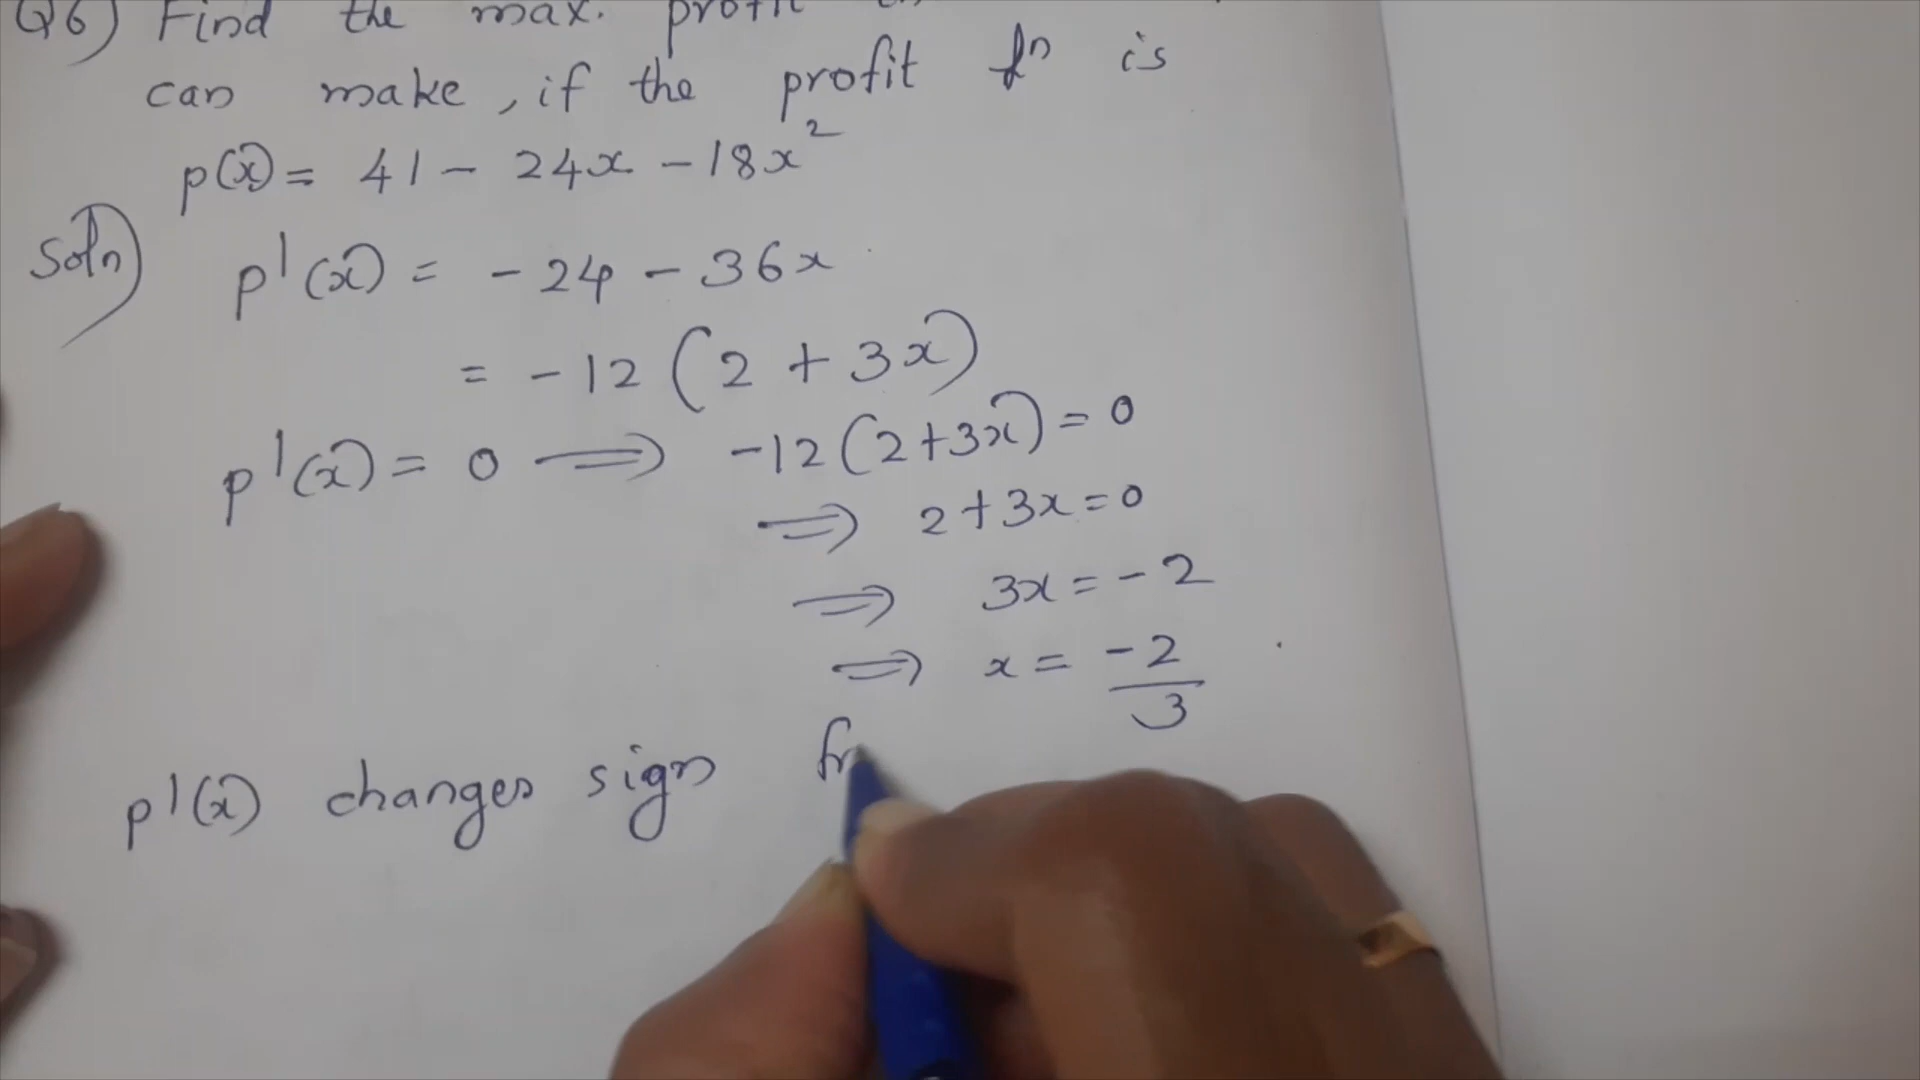 Q6) Find the max. profit
can make, if the profit fn is
p(x) = 41 - 24x - 18x²
Soln) p'(x) = -24 - 36x
= -12 (2 + 3x)
p'(x) = 0 ⟹ -12(2+3x) = 0
⟹ 2+3x=0
⟹ 3x = -2
⟹ x = -2/3
p'(x) changes sign fr